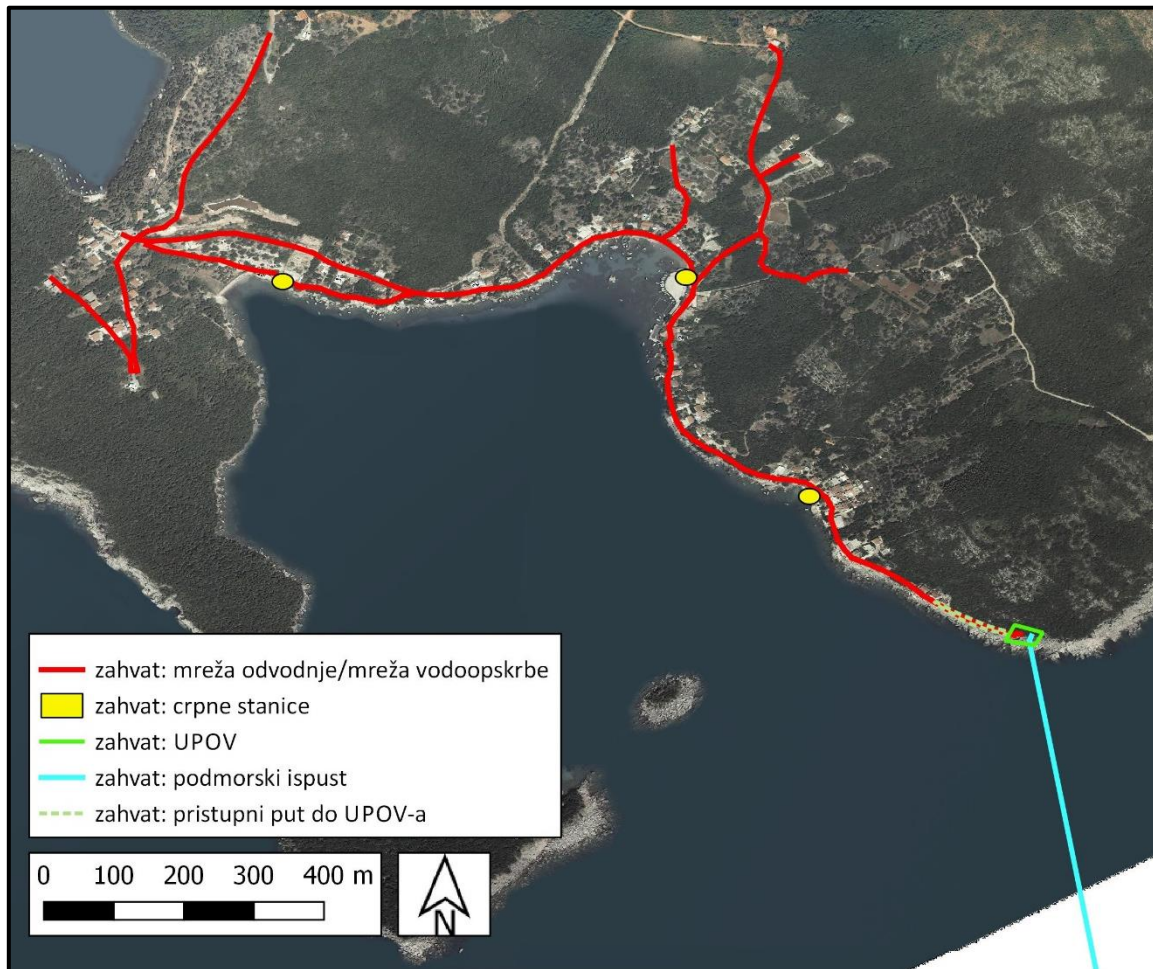 zahvat: mreža odvodnje/mreža vodoopskrbe
zahvat: crpne stanice
zahvat: UPOV
zahvat: podmorski ispust
zahvat: pristupni put do UPOV-a
0 100 200 300 400 m
N